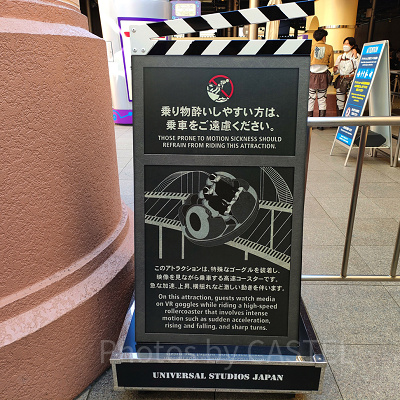 乗り物酔いしやすい方は、
乗車をご遠慮ください。
THOSE PRONE TO MOTION SICKNESS SHOULD
REFRAIN FROM RIDING THIS ATTRACTION.
このアトラクションは、特殊なゴーグルを装着し、
映像を見ながら乗車する高速コースターです。
急な加速、上昇、横揺れなど激しい動きを伴います。
On this attraction, guests watch media
on VR goggles while riding a high-speed
rollercoaster that involves intense
motion such as sudden acceleration,
rising and falling, and sharp turns.
Photos by CASTEL
UNIVERSAL STUDIOS JAPAN